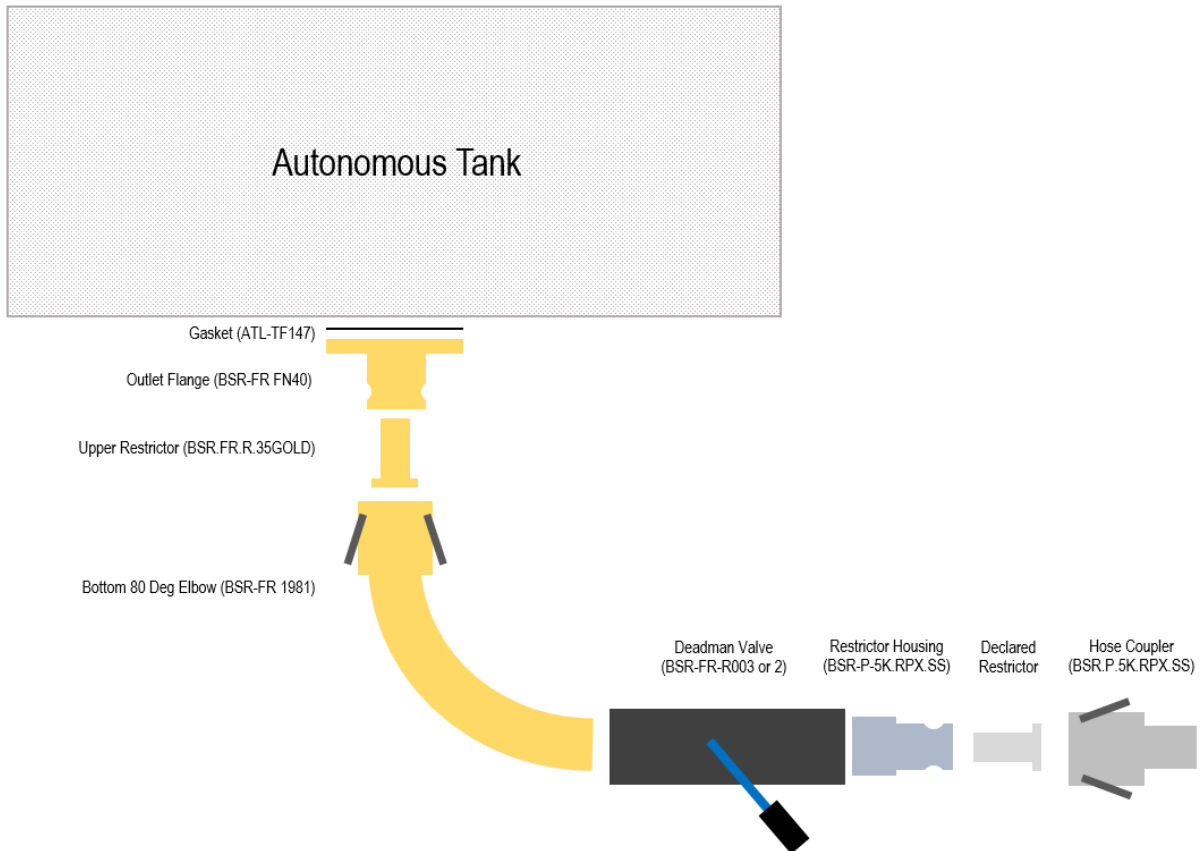 Autonomous Tank
Gasket (ATL-TF147)
Outlet Flange (BSR-FR FN40)
Upper Restrictor (BSR.FR.R.35GOLD)
Bottom 80 Deg Elbow (BSR-FR 1981)
Deadman Valve
(BSR-FR-R003 or 2)
Restrictor Housing
(BSR-P-5K.RPX.SS)
Declared
Restrictor
Hose Coupler
(BSR.P.5K.RPX.SS)